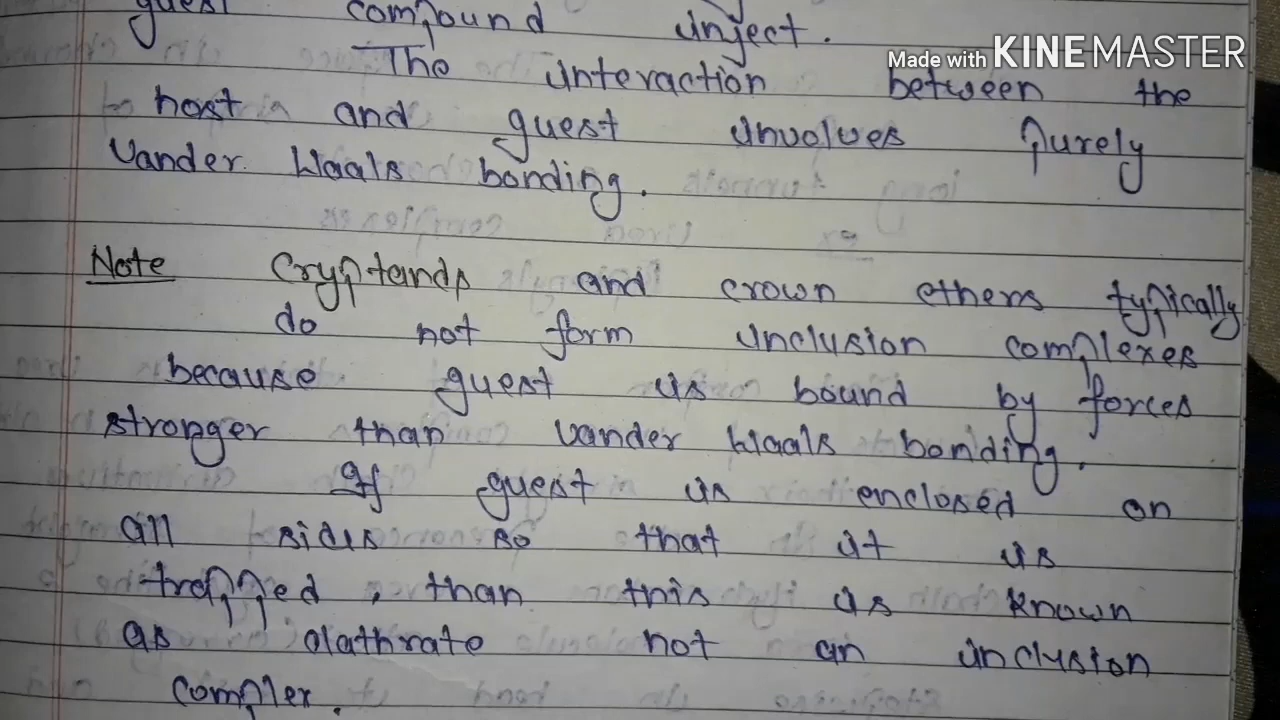 guest compound inject.
Made with KINEMASTER
The interaction between the
host and guest involves purely
Vander Waals bonding.
Note Cryptands and crown ethers typically
do not form inclusion complexes
because guest is bound by forces
stronger than vander Waals bonding.
If guest is enclosed on
all sides so that it is
trapped, than this is known
as clathrate not an inclusion
complex.